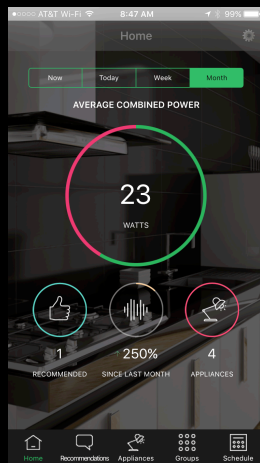 AT&T Wi-Fi 8:47 AM 99%
Home
Now Today Week Month
AVERAGE COMBINED POWER
23
WATTS
1 250% 4
RECOMMENDED SINCE LAST MONTH APPLIANCES
Home Recommendations Appliances Groups Schedule